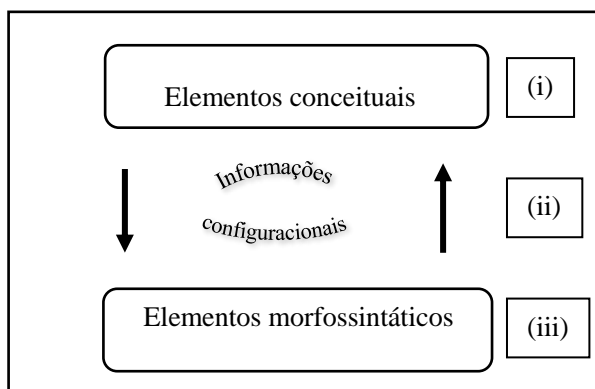 Elementos conceituais
(i)
Informações
configuracionais
(ii)
Elementos morfossintáticos
(iii)